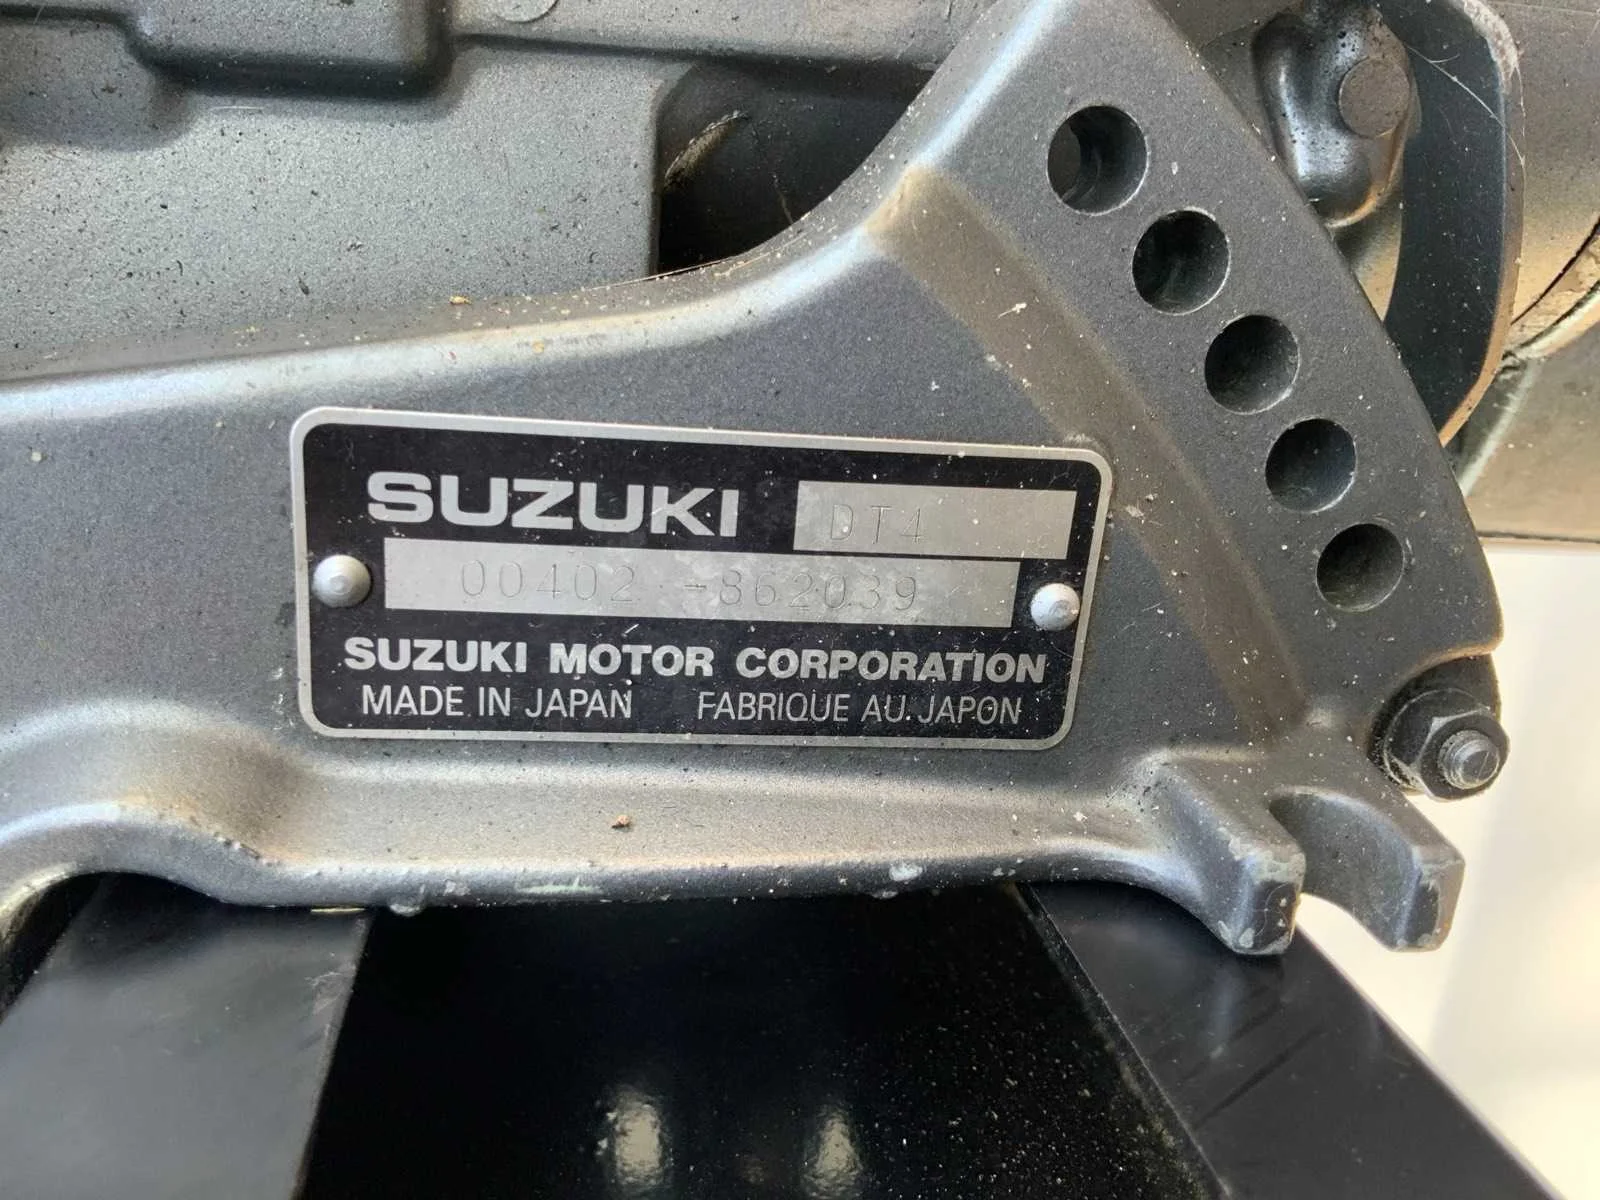 SUZUKI DT4
00402 -862039
SUZUKI MOTOR CORPORATION
MADE IN JAPAN FABRIQUE AU JAPON